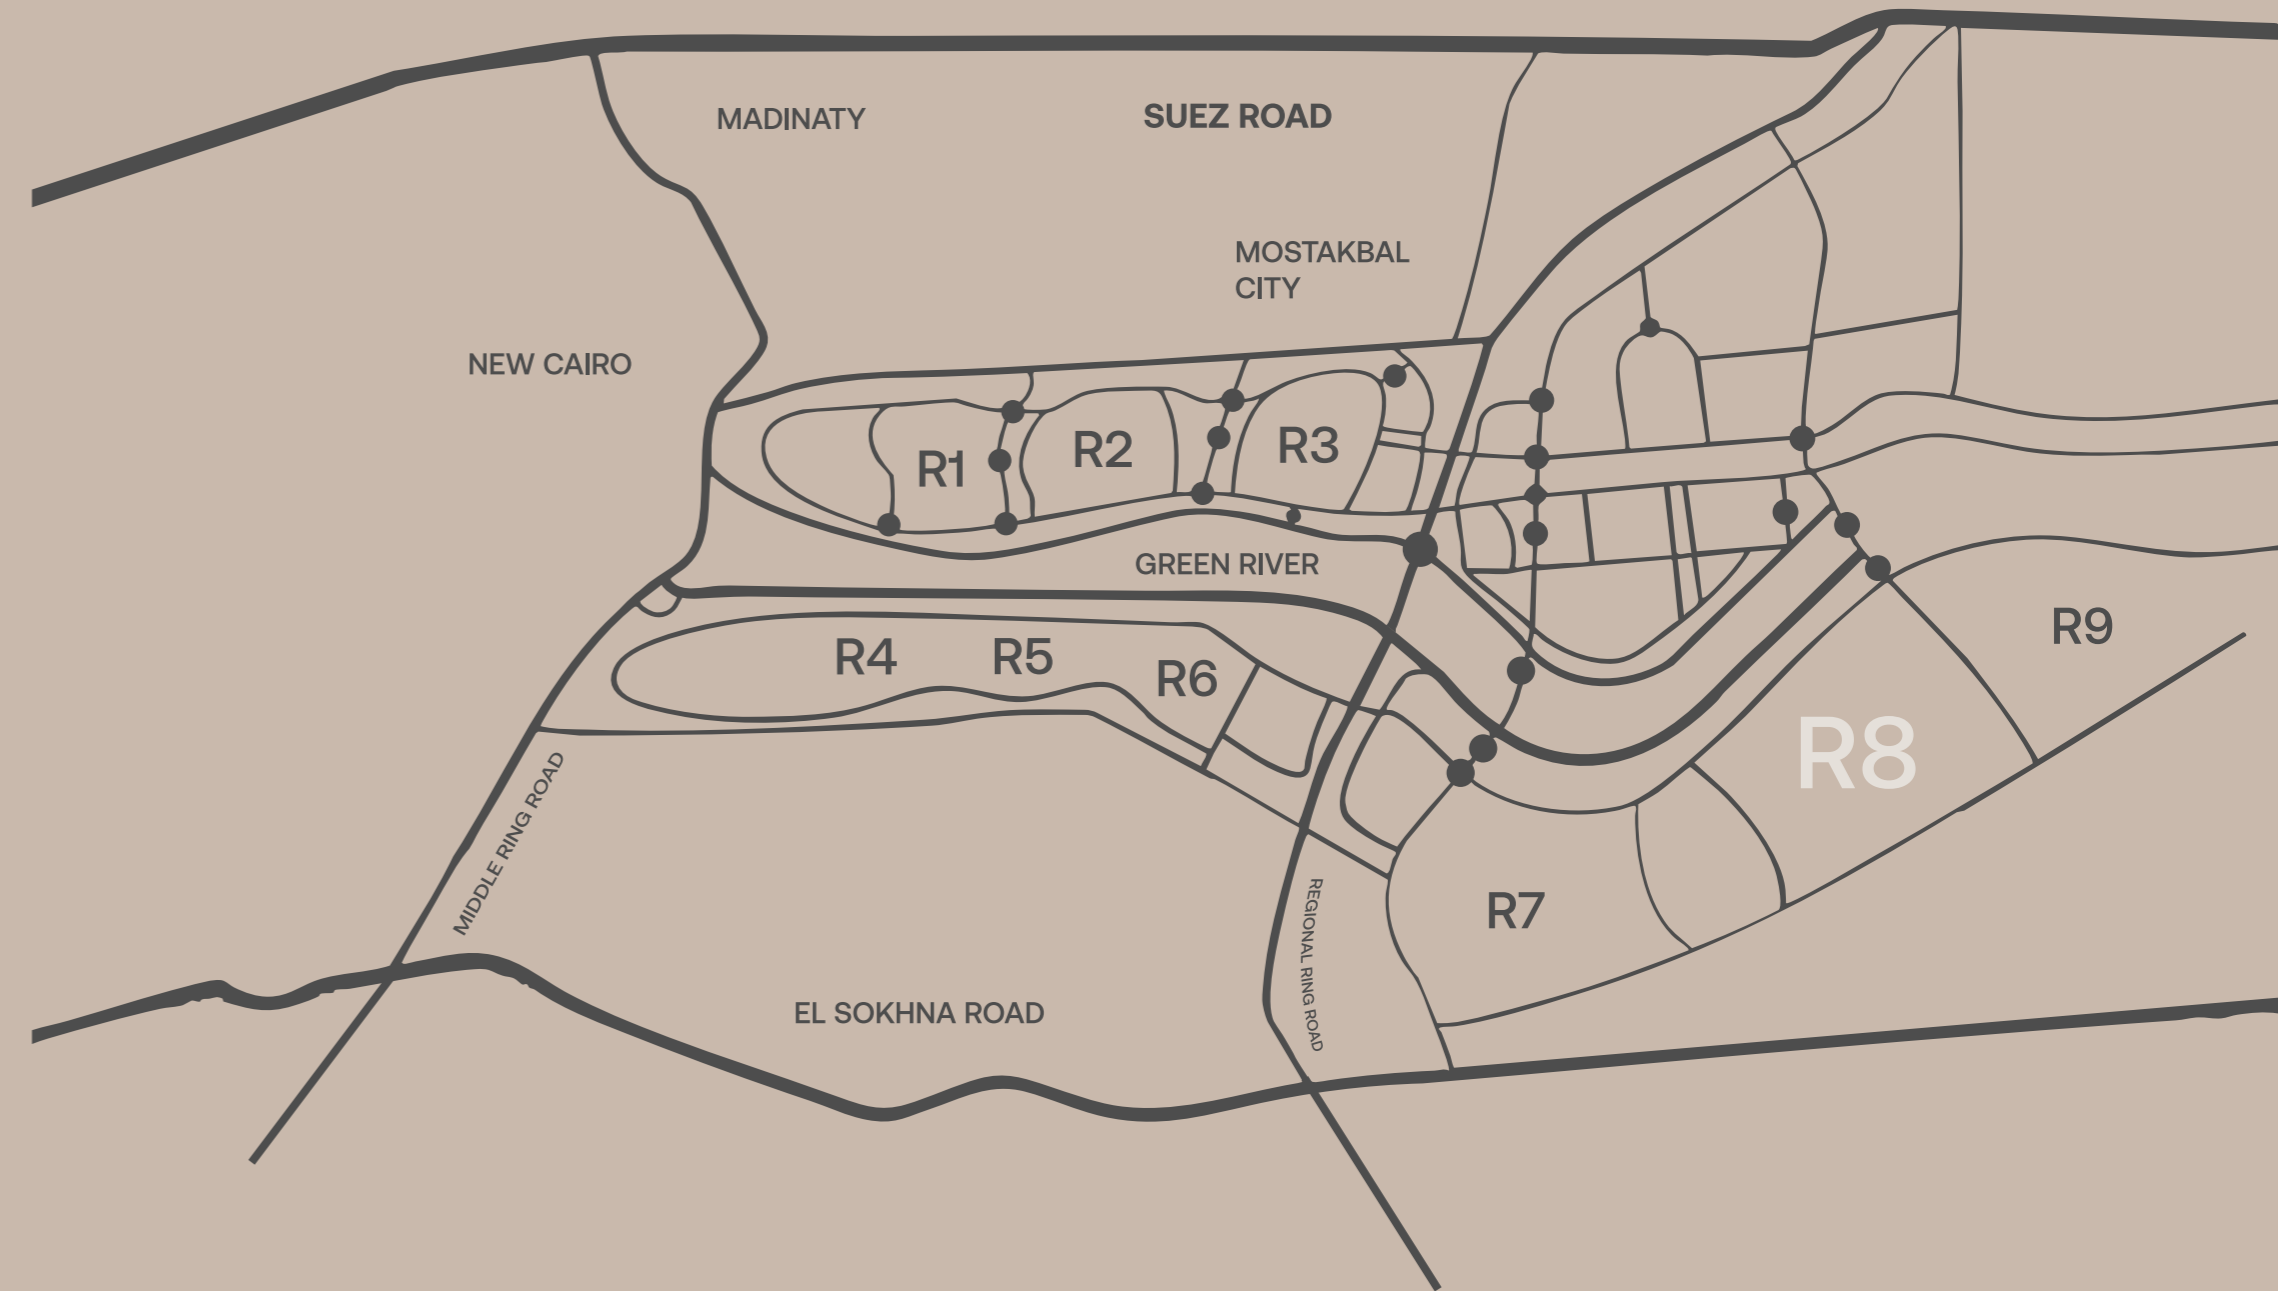 MADINATY
SUEZ ROAD
MOSTAKBAL
CITY
NEW CAIRO
R1
R2
R3
GREEN RIVER
R4
R5
R6
R9
R8
MIDDLE RING ROAD
REGIONAL RING ROAD
R7
EL SOKHNA ROAD